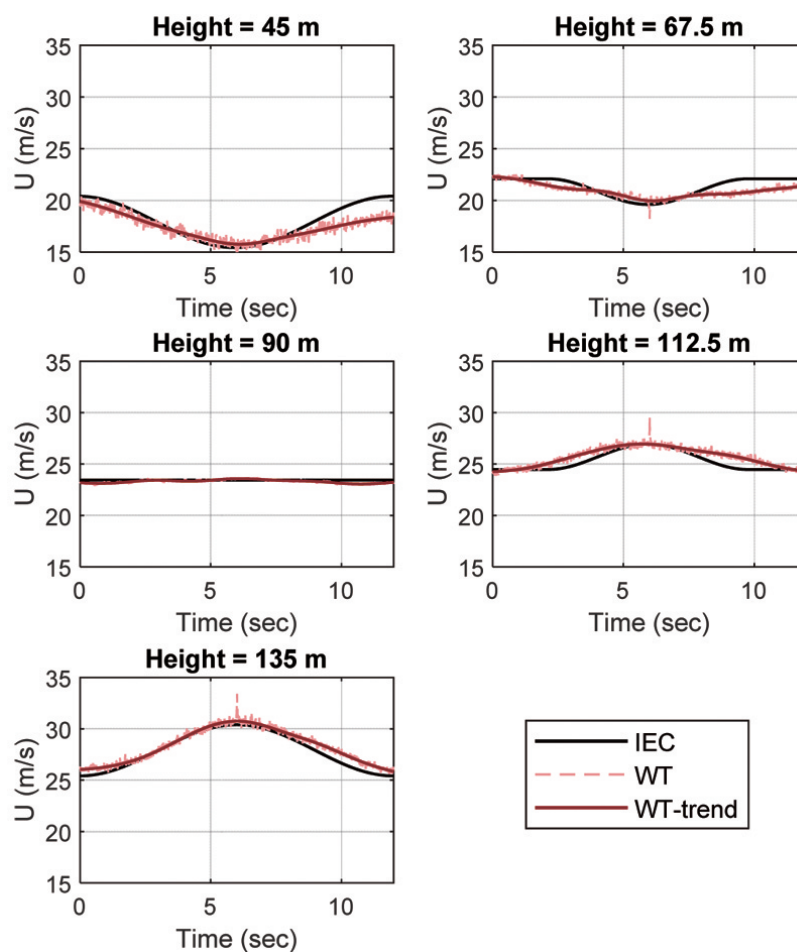 Height = 45 m
35
30
25
20
15
U (m/s)
0
5
10
Time (sec)
Height = 67.5 m
35
30
25
20
15
U (m/s)
0
5
10
Time (sec)
Height = 90 m
35
30
25
20
15
U (m/s)
0
5
10
Time (sec)
Height = 112.5 m
35
30
25
20
15
U (m/s)
0
5
10
Time (sec)
Height = 135 m
35
30
25
20
15
U (m/s)
0
5
10
Time (sec)
IEC
WT
WT-trend